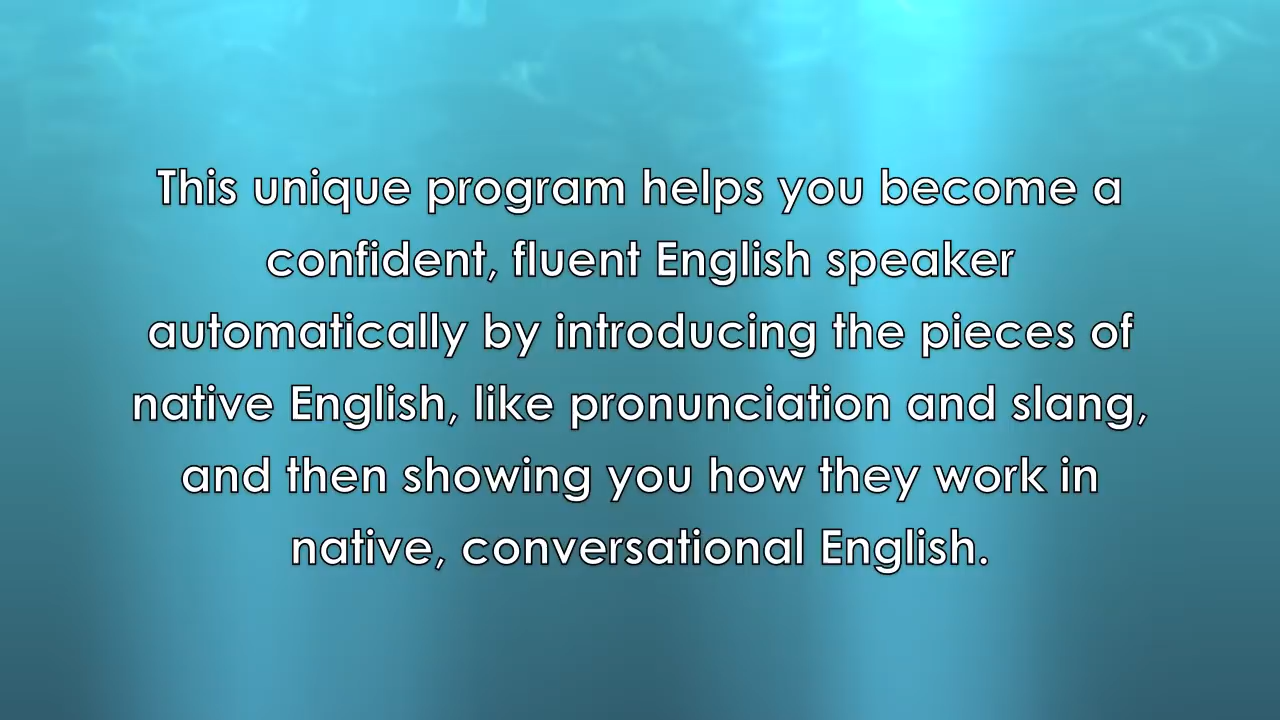 This unique program helps you become a
confident, fluent English speaker
automatically by introducing the pieces of
native English, like pronunciation and slang,
and then showing you how they work in
native, conversational English.